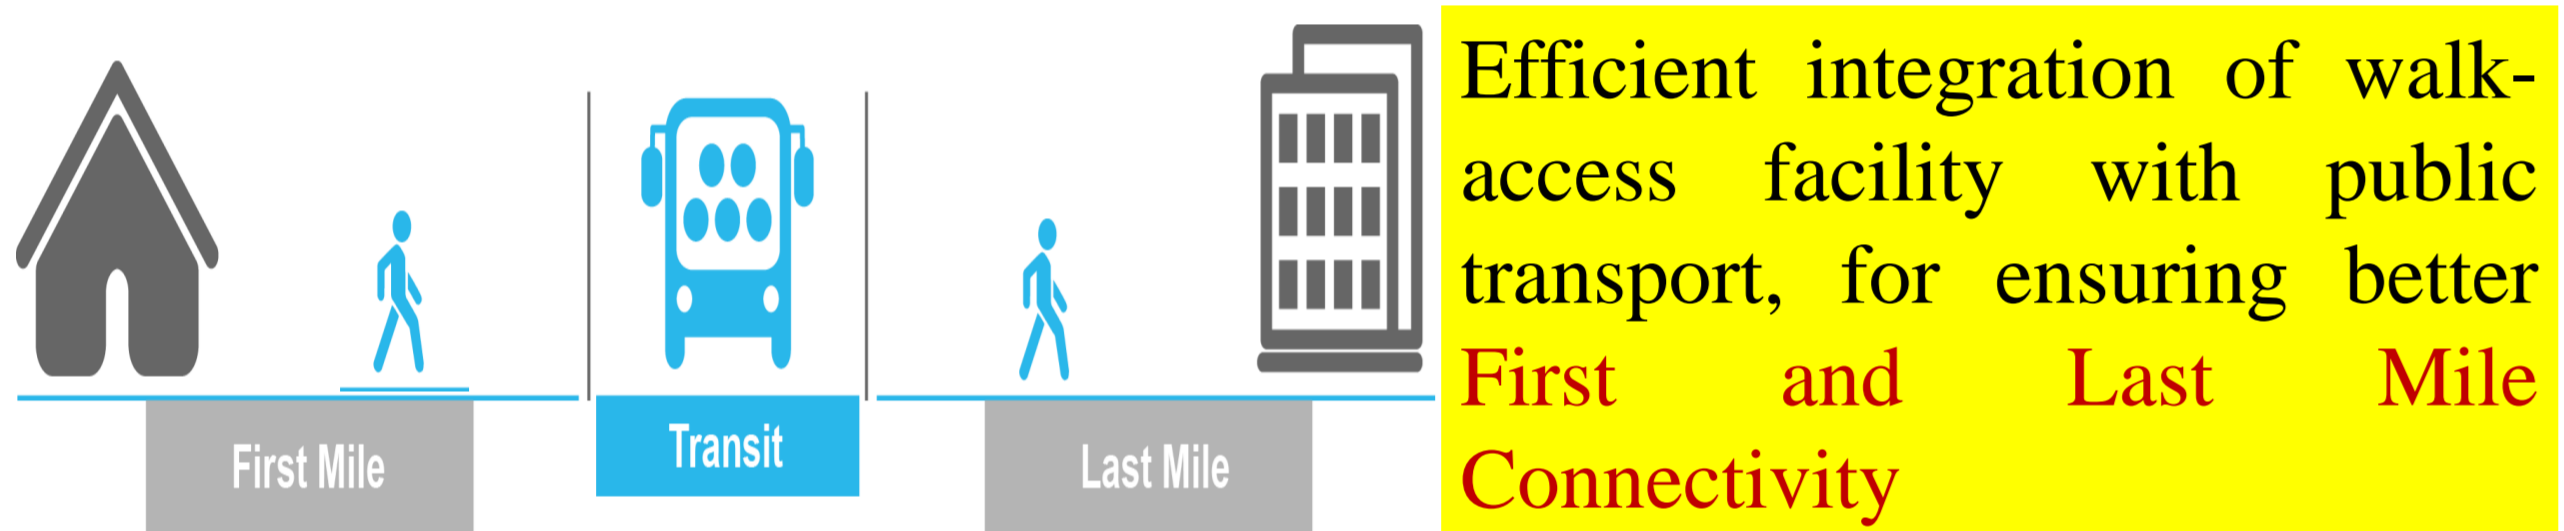 First Mile
Transit
Last Mile
Efficient integration of walk-
access facility with public
transport, for ensuring better
First and Last Mile
Connectivity